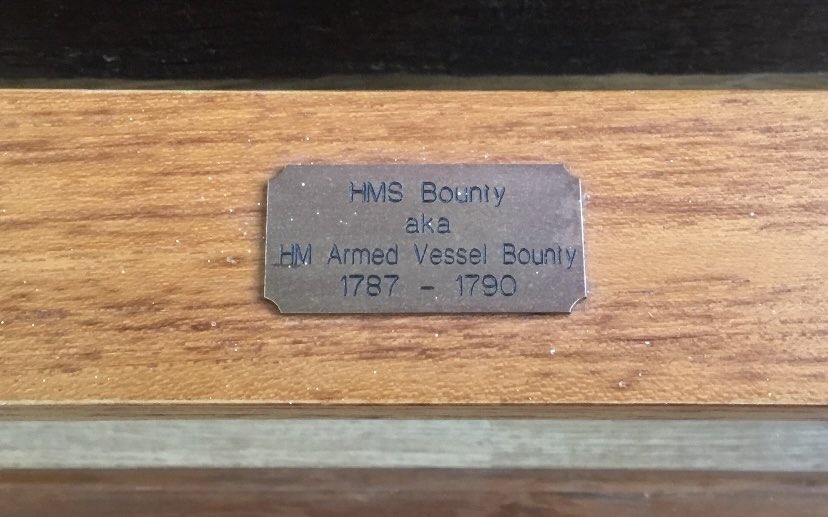 HMS Bounty
aka
HM Armed Vessel Bounty
1787 - 1790